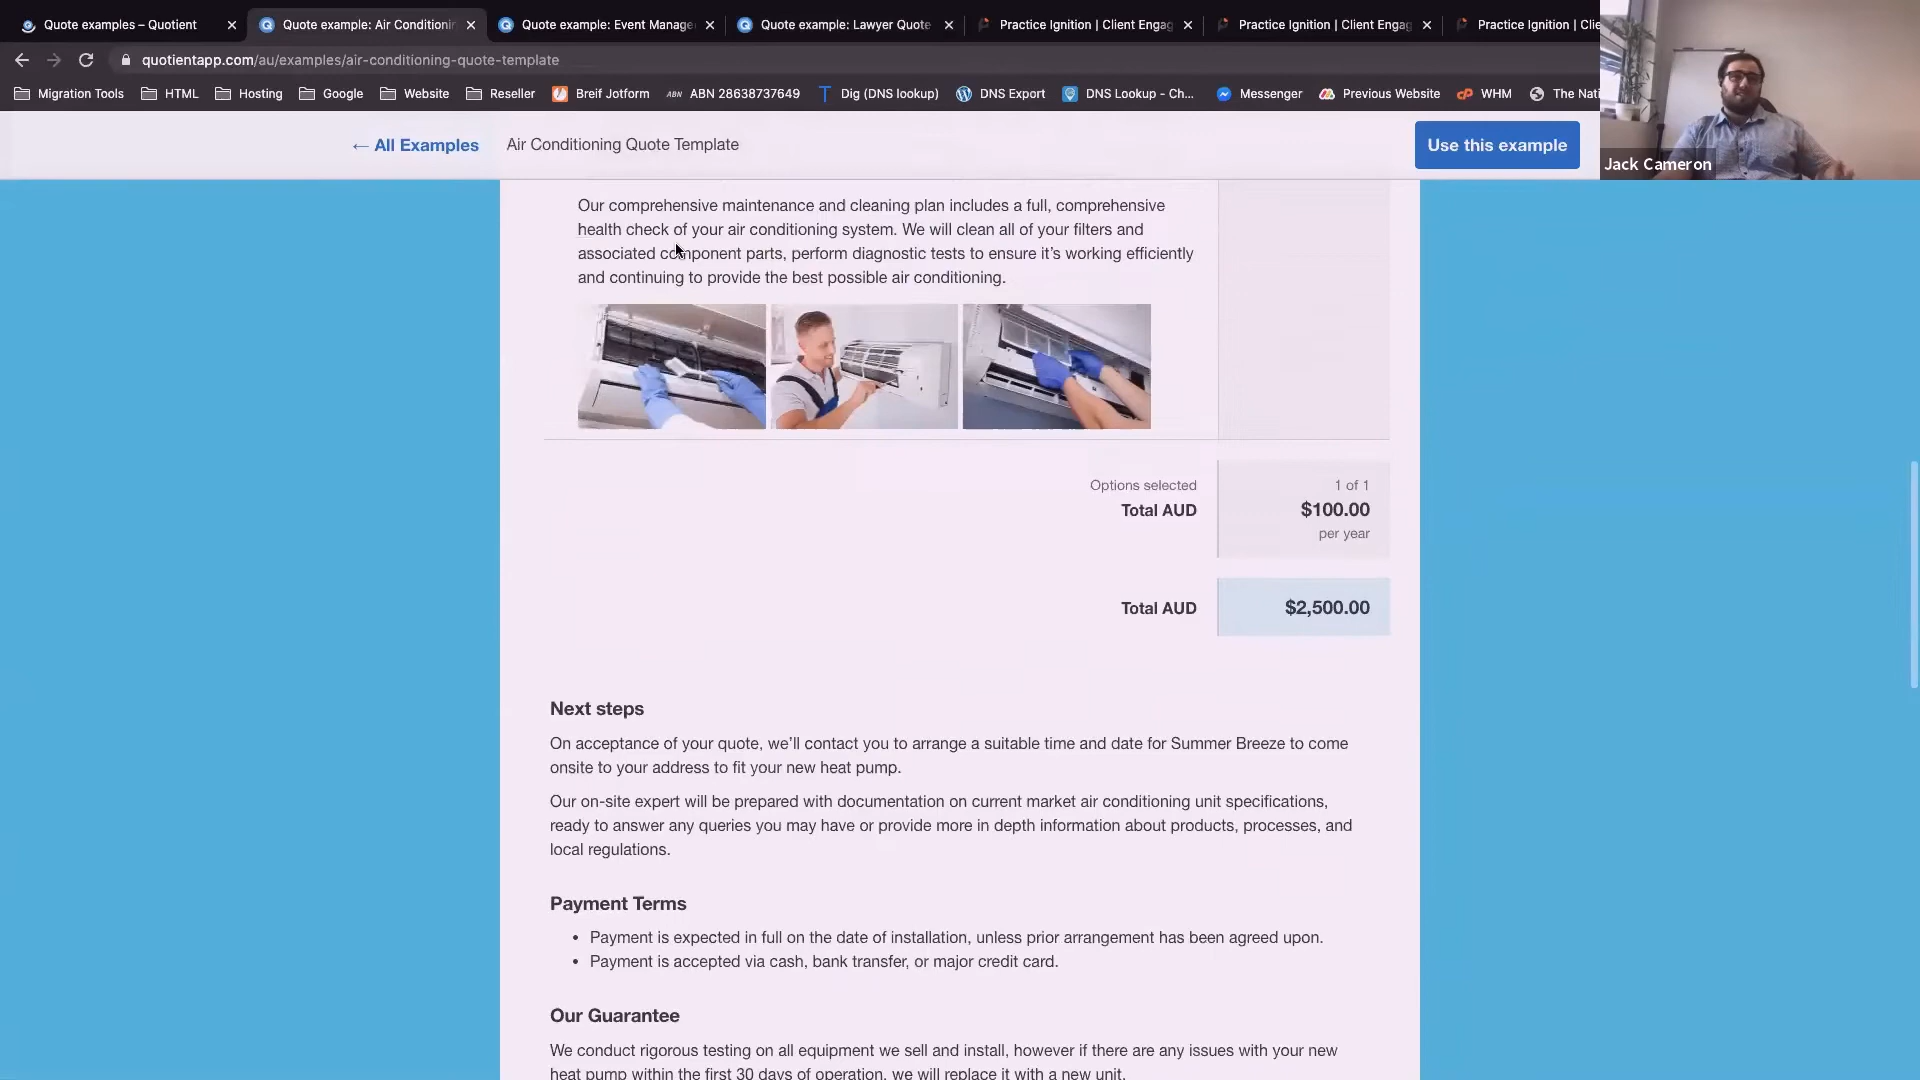 Quote examples – Quotient
Quote example: Air Conditionin
Quote example: Event Manage
Quote example: Lawyer Quote
Practice Ignition | Client Engag
Practice Ignition | Client Engag
Practice Ignition | Clie
quotientapp.com/au/examples/air-conditioning-quote-template
Migration Tools
HTML
Hosting
Google
Website
Reseller
Breif Jotform
ABN ABN 28638737649
Dig (DNS lookup)
DNS Export
DNS Lookup - Ch...
Messenger
Previous Website
cP WHM
The Nati
← All Examples
Air Conditioning Quote Template
Use this example
Jack Cameron
Our comprehensive maintenance and cleaning plan includes a full, comprehensive
health check of your air conditioning system. We will clean all of your filters and
associated component parts, perform diagnostic tests to ensure it's working efficiently
and continuing to provide the best possible air conditioning.
Options selected 1 of 1
Total AUD $100.00
per year
Total AUD $2,500.00
Next steps
On acceptance of your quote, we'll contact you to arrange a suitable time and date for Summer Breeze to come
onsite to your address to fit your new heat pump.
Our on-site expert will be prepared with documentation on current market air conditioning unit specifications,
ready to answer any queries you may have or provide more in depth information about products, processes, and
local regulations.
Payment Terms
• Payment is expected in full on the date of installation, unless prior arrangement has been agreed upon.
• Payment is accepted via cash, bank transfer, or major credit card.
Our Guarantee
We conduct rigorous testing on all equipment we sell and install, however if there are any issues with your new
heat pump within the first 30 days of operation, we will replace it with a new unit.